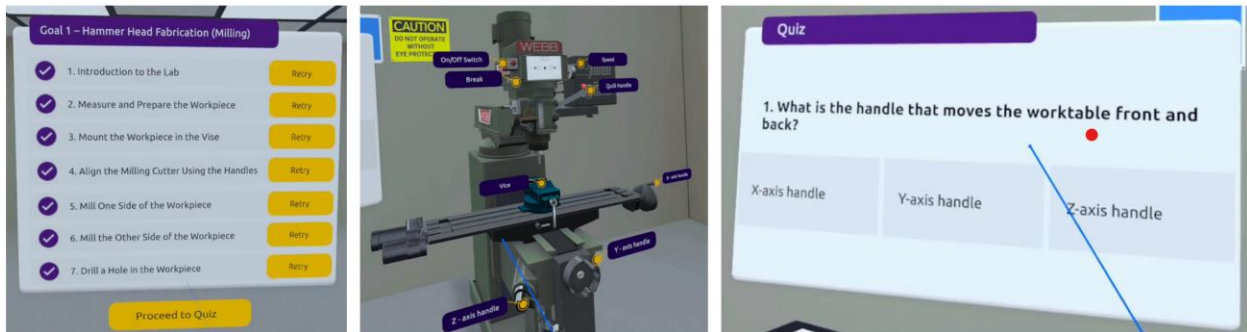 Goal 1 – Hammer Head Fabrication (Milling)
1. Introduction to the Lab
Retry
2. Measure and Prepare the Workpiece
Retry
3. Mount the Workpiece in the Vise
Retry
4. Align the Milling Cutter Using the Handles
Retry
5. Mill One Side of the Workpiece
Retry
6. Mill the Other Side of the Workpiece
Retry
7. Drill a Hole in the Workpiece
Retry
Proceed to Quiz
CAUTION
DO NOT OPERATE
WITHOUT
EYE PROTEC
WEBB
On/Off Switch
Speed
Break
Quill Handle
Vice
X - axis handle
Y - axis handle
Z - axis handle
Quiz
1. What is the handle that moves the worktable front and
back?
X-axis handle
Y-axis handle
Z-axis handle